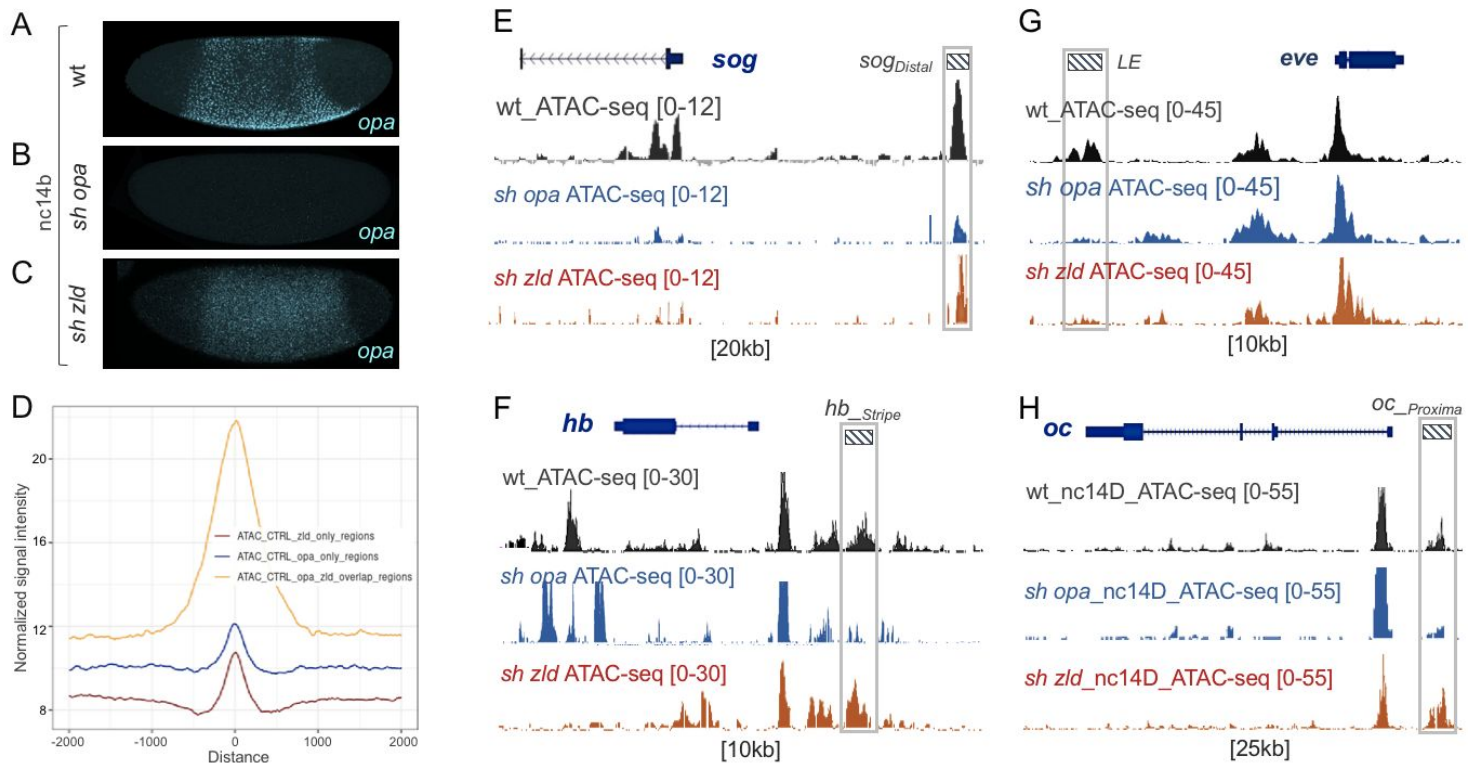 A
wt
opa
B
nc14b
sh opa
opa
C
sh zld
opa
D
Normalized signal intensity
20
16
12
8
ATAC_CTRL_zld_only_regions
ATAC_CTRL_opa_only_regions
ATAC_CTRL_opa_zld_overlap_regions
-2000
-1000
0
1000
2000
Distance
E
sog
sogDistal
wt_ATAC-seq [0-12]
sh opa ATAC-seq [0-12]
sh zld ATAC-seq [0-12]
[20kb]
F
hb
hb_Stripe
wt_ATAC-seq [0-30]
sh opa ATAC-seq [0-30]
sh zld ATAC-seq [0-30]
[10kb]
G
LE
eve
wt_ATAC-seq [0-45]
sh opa ATAC-seq [0-45]
sh zld ATAC-seq [0-45]
[10kb]
H
oc
oc_Proxima
wt_nc14D_ATAC-seq [0-55]
sh opa_nc14D_ATAC-seq [0-55]
sh zld_nc14D_ATAC-seq [0-55]
[25kb]